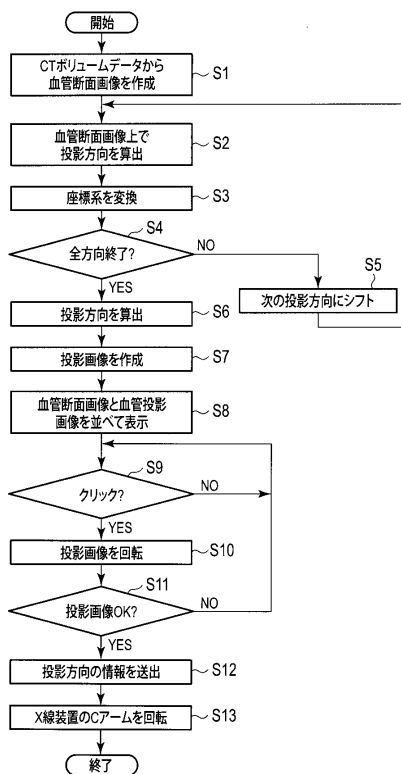 開始
CTボリュームデータから
血管断面画像を作成
S1
血管断面画像上で
投影方向を算出
S2
座標系を変換
S3
S4
全方向終了?
NO
YES
S5
次の投影方向にシフト
投影方向を算出
S6
投影画像を作成
S7
血管断面画像と血管投影
画像を並べて表示
S8
S9
クリック?
NO
YES
投影画像を回転
S10
S11
投影画像OK?
NO
YES
投影方向の情報を送出
S12
X線装置のCアームを回転
S13
終了